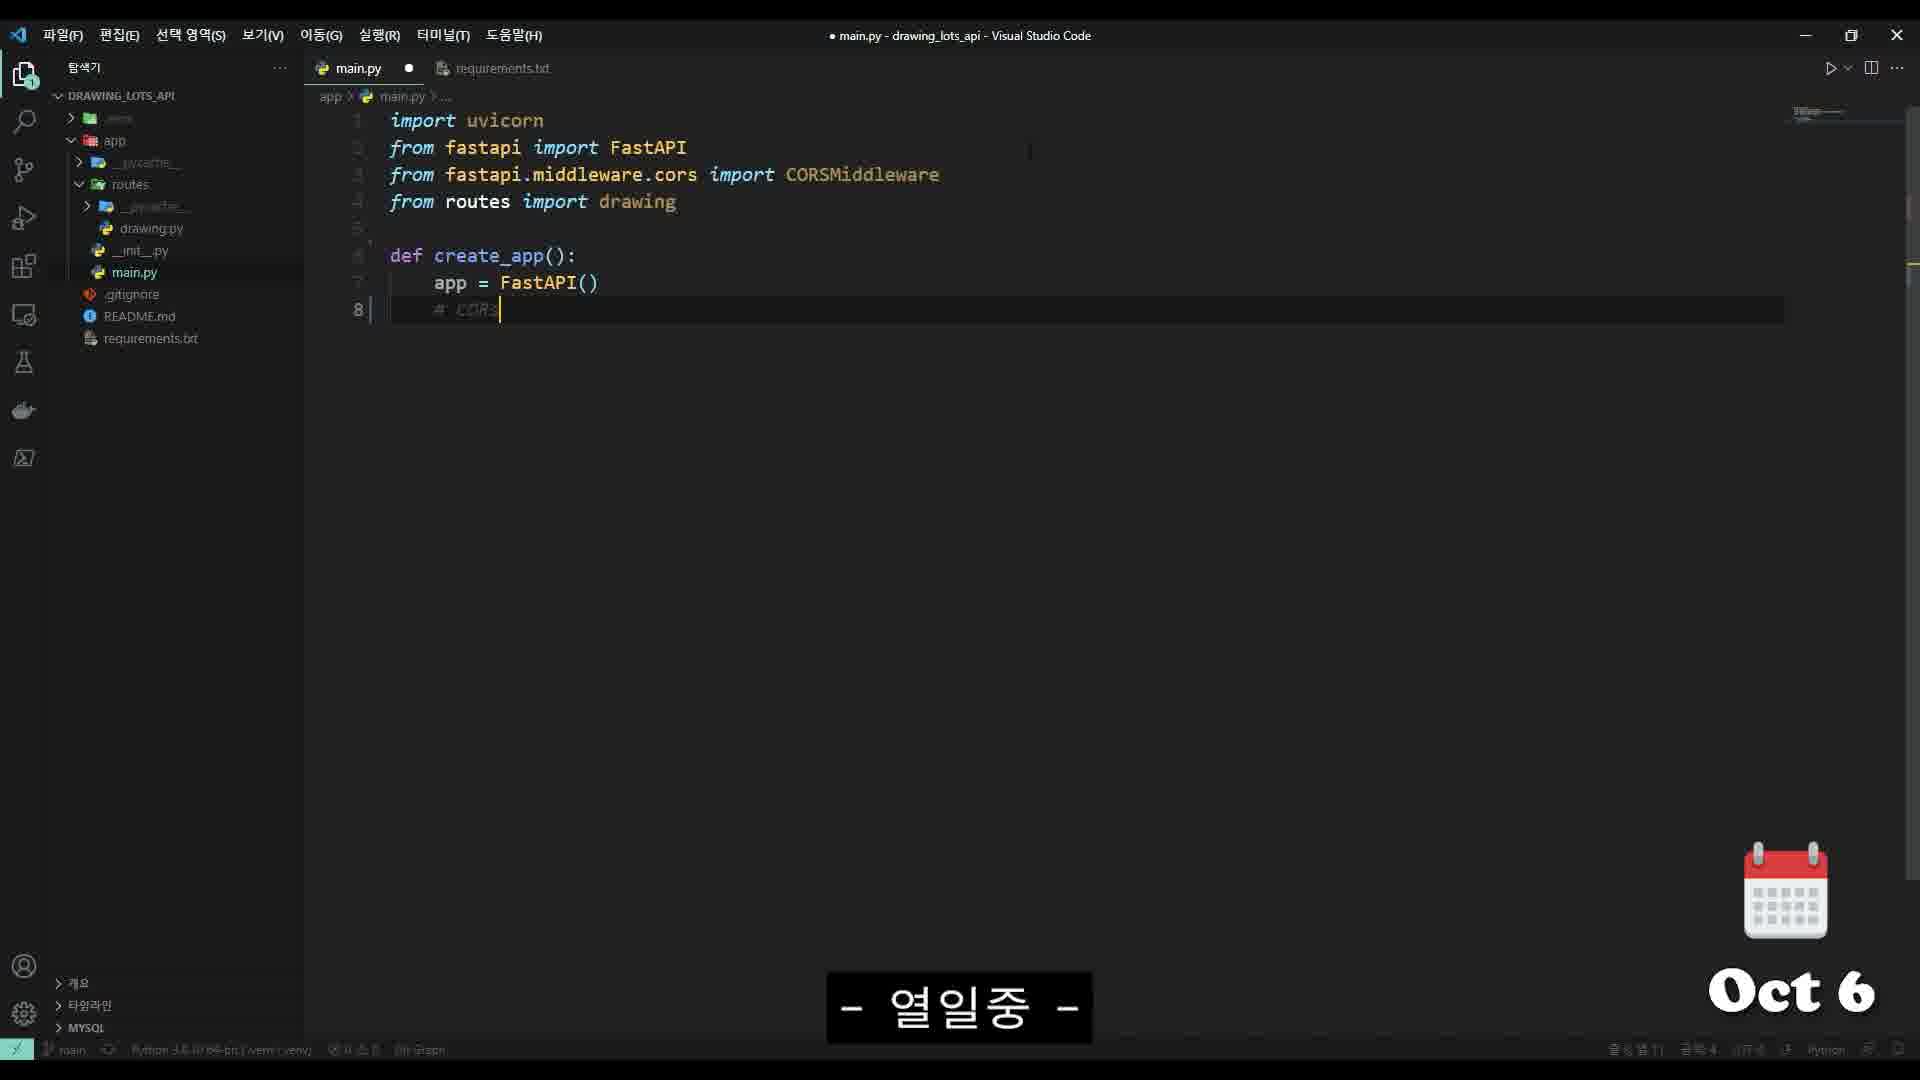 파일(F) 편집(E) 선택 영역(S) 보기(V) 이동(G) 실행(R) 터미널(T) 도움말(H)
● main.py - drawing_lots_api - Visual Studio Code
탐색기
main.py
requirements.txt
DRAWING_LOTS_API
app > main.py > ...
.venv
app
__pycache__
routes
__pycache__
drawing.py
__init__.py
main.py
.gitignore
README.md
requirements.txt
1 import uvicorn
2 from fastapi import FastAPI
3 from fastapi.middleware.cors import CORSMiddleware
4 from routes import drawing
5
6 def create_app():
7 app = FastAPI()
8 # CORs
1
개요
타임라인
MYSQL
- 열일중 -
Oct 6
main
Git Graph
Python